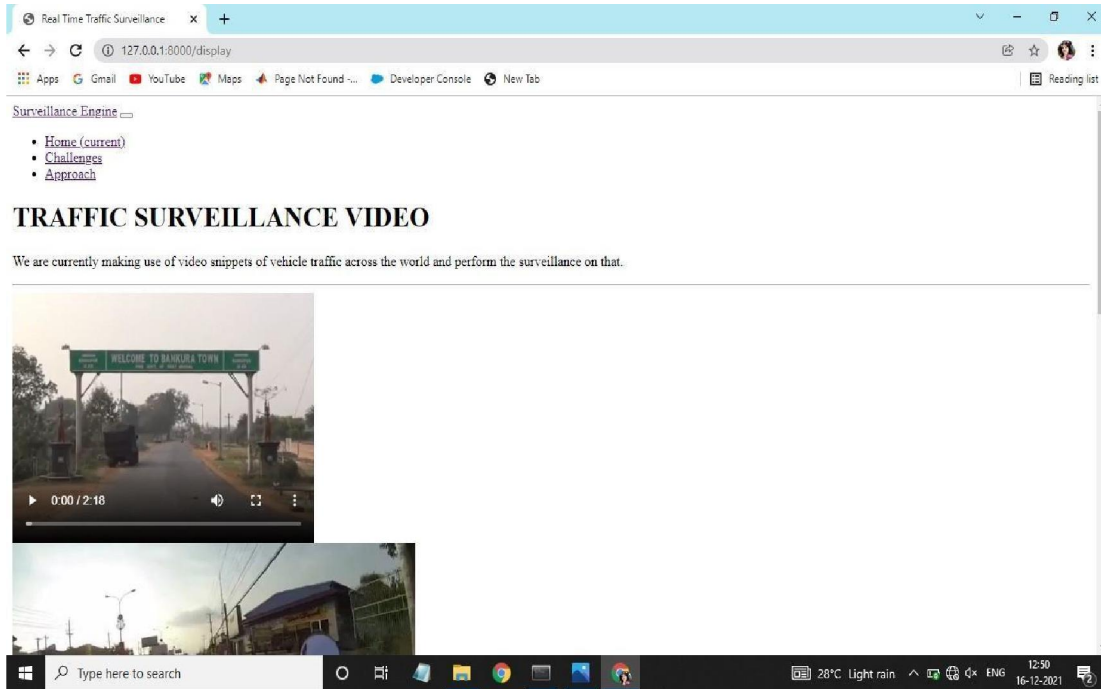 Real Time Traffic Surveillance
127.0.0.1:8000/display
Apps Gmail YouTube Maps Page Not Found -... Developer Console New Tab Reading list
Surveillance Engine
Home (current)
Challenges
Approach
TRAFFIC SURVEILLANCE VIDEO
We are currently making use of video snippets of vehicle traffic across the world and perform the surveillance on that.
WELCOME TO BANKURA TOWN
0:00 / 2:18
Type here to search
28°C Light rain
ENG
12:50
16-12-2021
2